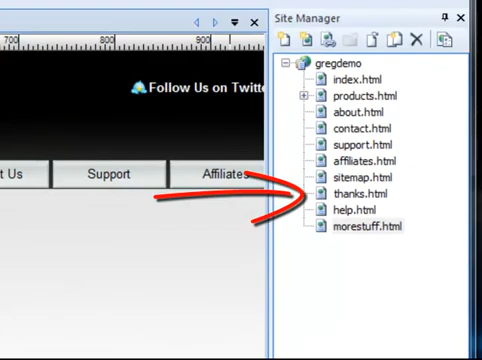 Site Manager
700
800
900
gregdemo
index.html
products.html
about.html
contact.html
support.html
affiliates.html
sitemap.html
thanks.html
help.html
morestuff.html
Follow Us on Twitte
t Us
Support
Affiliates